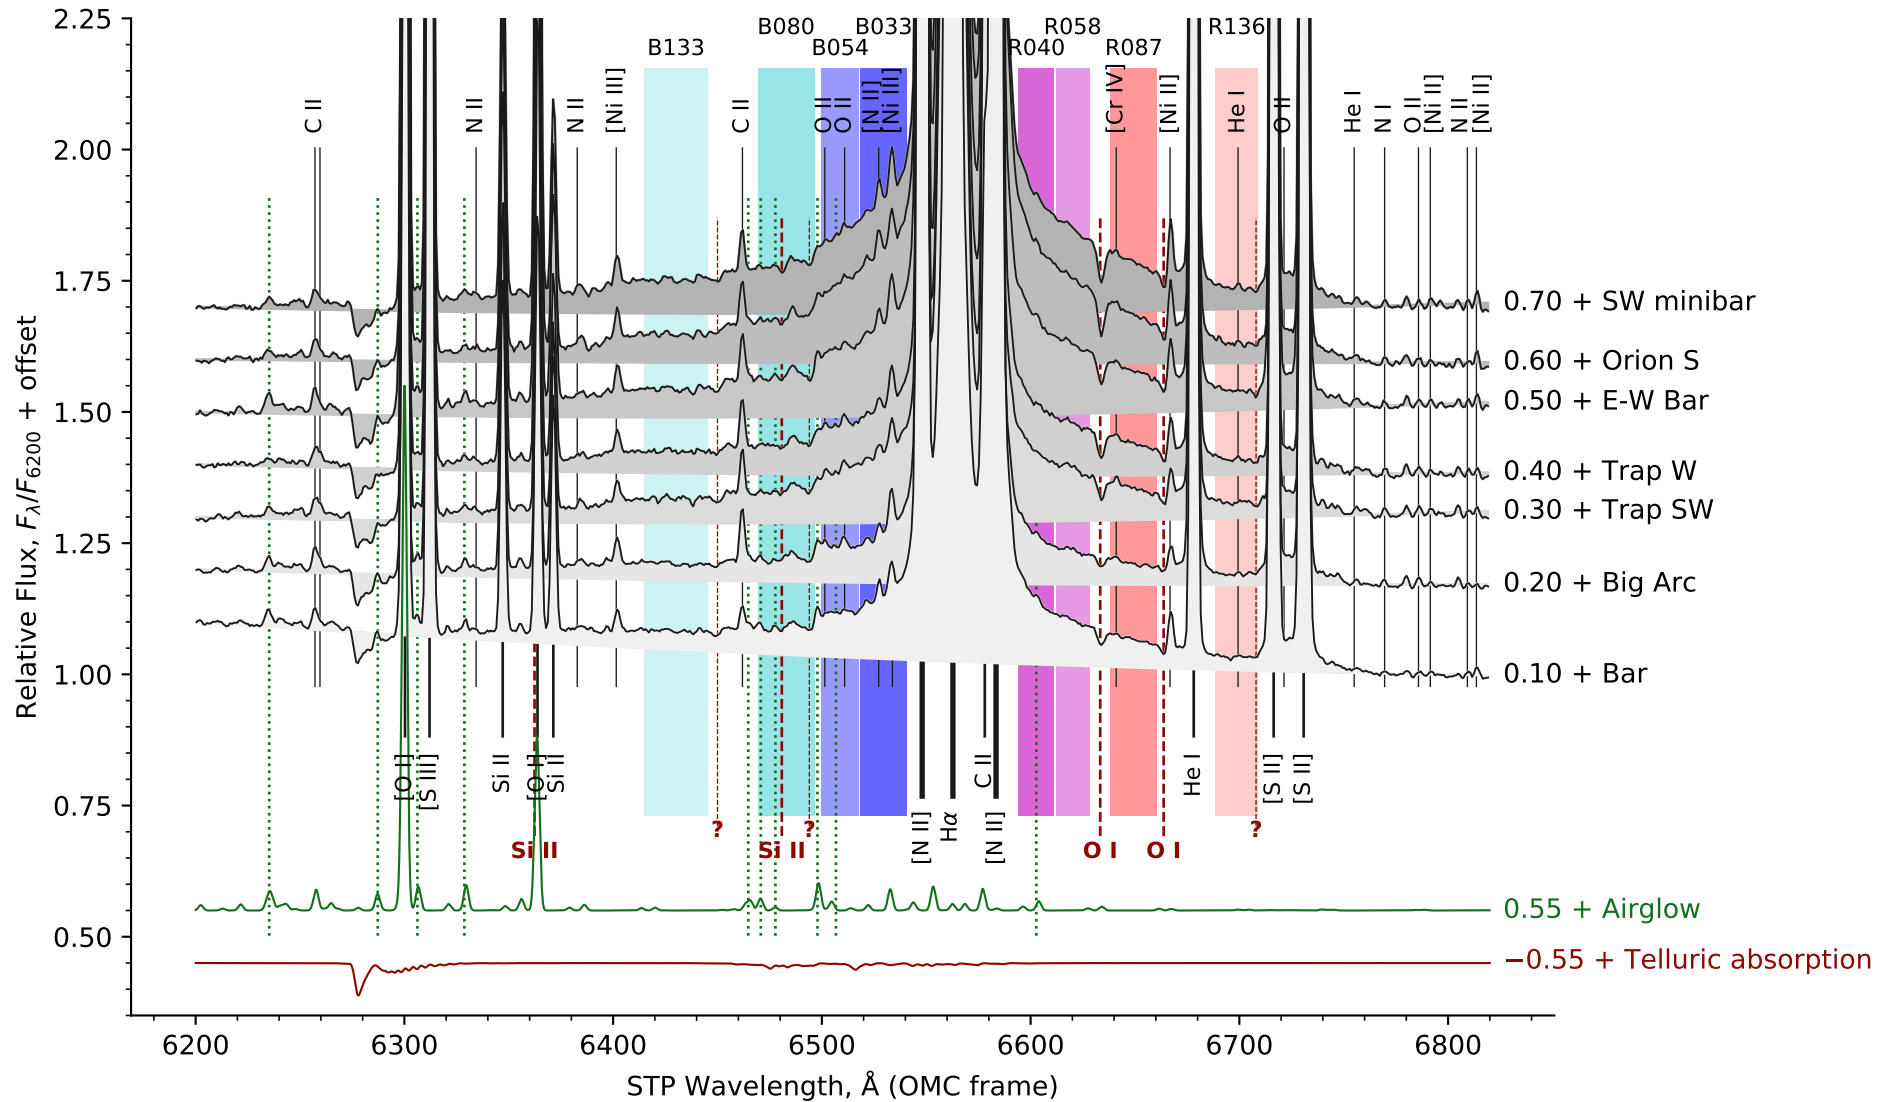 2.25
2.00
1.75
1.50
1.25
1.00
0.75
0.50
Relative Flux, Fλ/F6200 + offset
B080 B033 R058 R136
B133 B054 R040 R087
C II
N II
N II
[Ni III]
C II
O II
O II
[N II]
[Ni III]
[Cr IV]
[Ni II]
He I
O II
He I
N I
O II
[Ni II]
N II
[Ni II]
0.70 + SW minibar
0.60 + Orion S
0.50 + E-W Bar
0.40 + Trap W
0.30 + Trap SW
0.20 + Big Arc
0.10 + Bar
[O I]
[S III]
Si II
[O I]
Si II
[N II]
Hα
C II
[N II]
He I
[S II]
[S II]
? ? ?
Si II Si II O I O I
0.55 + Airglow
−0.55 + Telluric absorption
6200 6300 6400 6500 6600 6700 6800
STP Wavelength, Å (OMC frame)